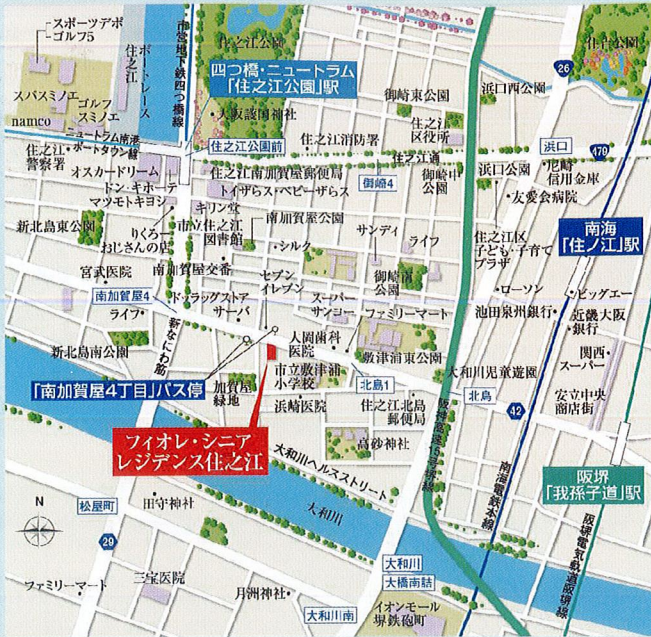 スポーツデポ
ゴルフ5
住之江
ボートレース
市営地下鉄四つ橋線
住之江公園
住吉公園
26
スパスミノエ
ゴルフ
スミノエ
namco
四つ橋・ニュートラム
「住之江公園」駅
大阪護国神社
御崎東公園
浜口西公園
住之江
区役所
住之江消防署
ニュートラム南港
ポートタウン線
住之江
警察署
住之江公園前
住之江通
浜口
479
オスカードリーム
ドン・キホーテ
マツモトキヨシ
住之江南加賀屋郵便局
トイザらス・ベビーザらス
御崎4
御崎中
公園
浜口公園
尼崎
信用金庫
友愛会病院
キリン堂
新北島東公園
りくろー
おじさんの店
市立住之江
図書館
南加賀屋公園
シルク
サンディ
ライフ
住之江区
子ども・子育て
プラザ
南海
「住ノ江」駅
宮武医院
南加賀屋交番
セブン
イレブン
御崎南
公園
南加賀屋4
ライフ
ドラッグストア
サーバ
スーパー
サンコー
ファミリーマート
ローソン
ビッグエー
池田泉州銀行
近畿大阪
銀行
新なにわ筋
新北島南公園
人岡歯科
医院
敷津浦東公園
大和川児童遊園
関西
スーパー
「南加賀屋4丁目」バス停
加賀屋
緑地
市立敷津浦
小学校
北島1
北島
42
安立中央
商店街
浜崎医院
住之江北島
郵便局
フィオレ・シニア
レジデンス住之江
高砂神社
阪神高速15号堺線
大和川ヘルスストリート
南海電鉄本線
阪堺
「我孫子道」駅
阪堺電気軌道阪堺線
N
松屋町
田守神社
大和川
29
大和川
大橋南詰
ファミリーマート
三宝医院
月洲神社
大和川南
イオンモール
堺鉄砲町